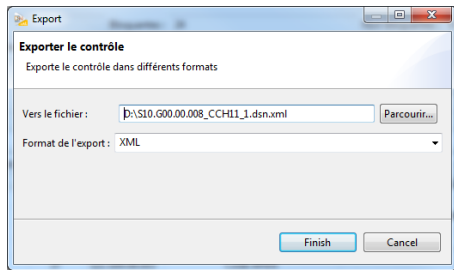 Export
Exporter le contrôle
Exporte le contrôle dans différents formats
Vers le fichier :
D:\S10.G00.00.008_CCH11_1.dsn.xml
Parcourir...
Format de l'export :
XML
Finish
Cancel